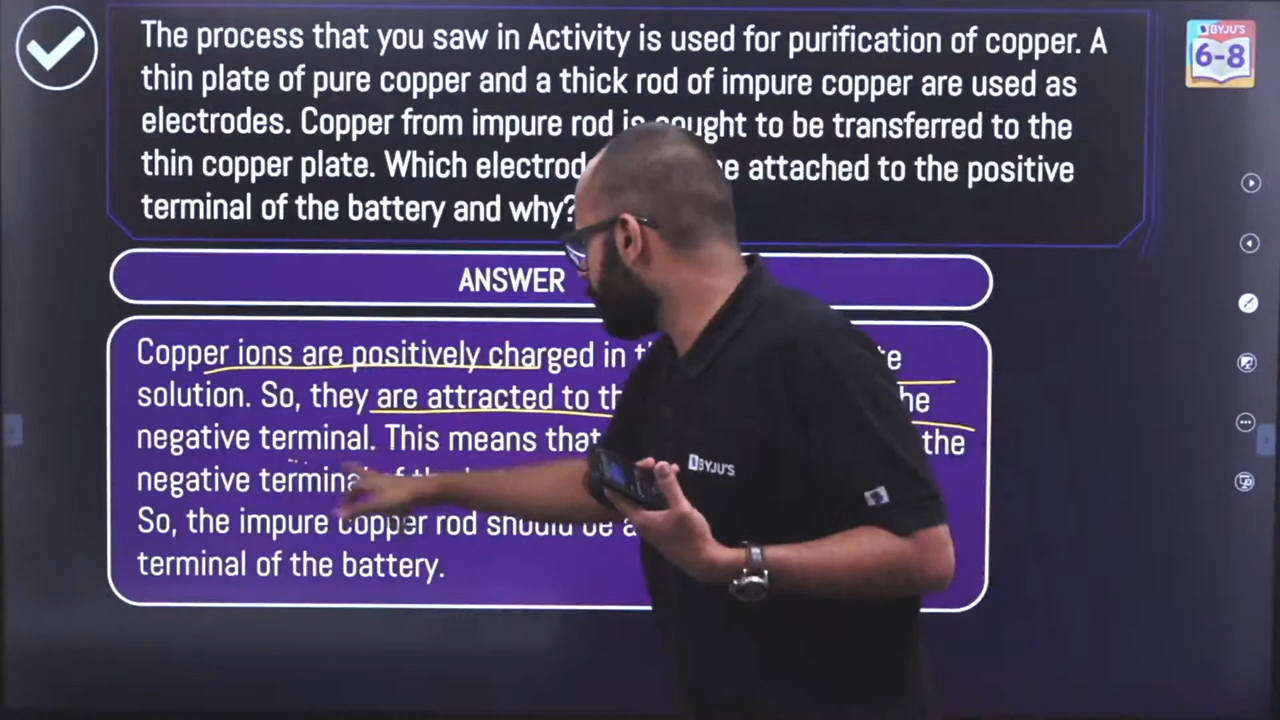 The process that you saw in Activity is used for purification of copper. A
thin plate of pure copper and a thick rod of impure copper are used as
electrodes. Copper from impure rod is sought to be transferred to the
thin copper plate. Which attached to the positive
terminal of the battery and why?
BYJU'S
6-8
ANSWER
Copper ions are positively charged in
solution. So, they are attracted to
negative terminal. This means that the
negative terminal
So, the impure copper rod should be
terminal of the battery.
BYJU'S